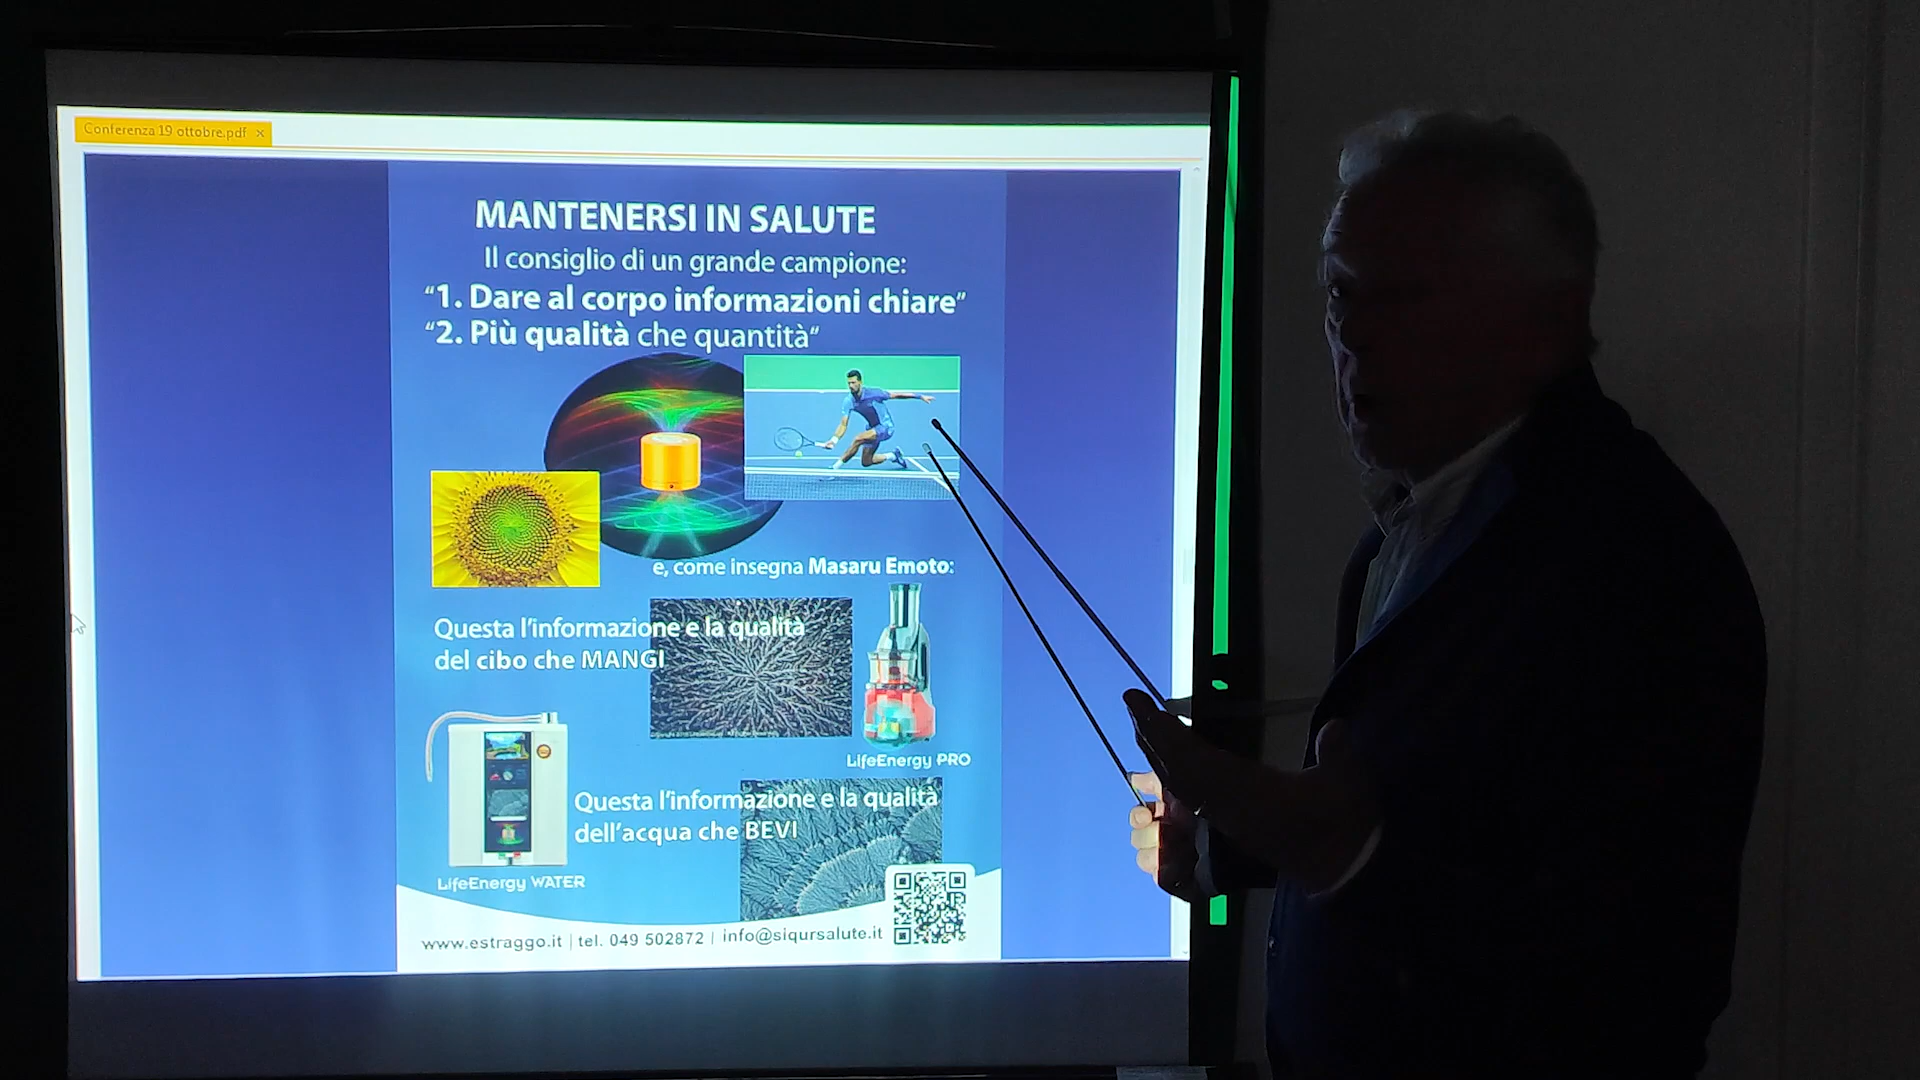 Conferenza 19 ottobre.pdf ×
MANTENERSI IN SALUTE
Il consiglio di un grande campione:
“1. Dare al corpo informazioni chiare”
“2. Più qualità che quantità“
e, come insegna Masaru Emoto:
Questa l'informazione e la qualità
del cibo che MANGI
LifeEnergy PRO
Questa l'informazione e la qualità
dell'acqua che BEVI
LifeEnergy WATER
www.estraggo.it | tel. 049 502872 | info@siqursalute.it